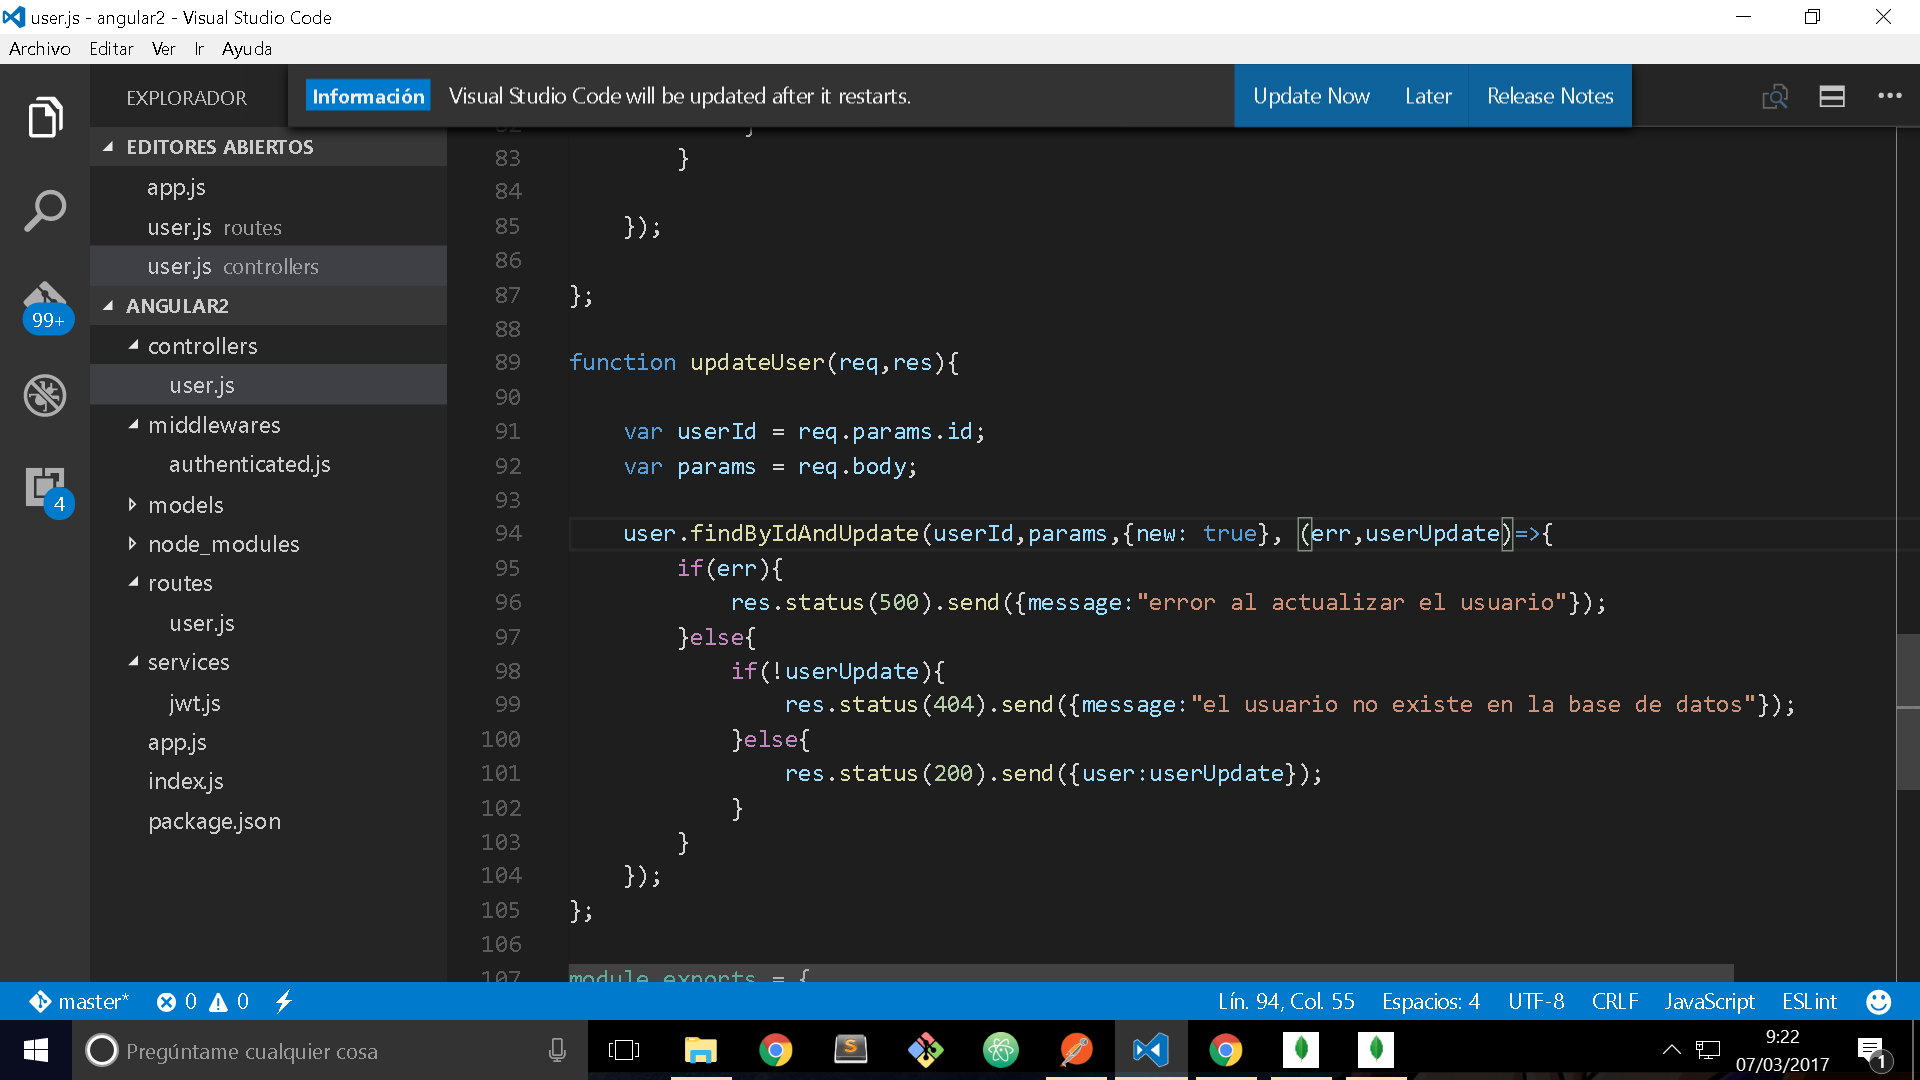 user.js - angular2 - Visual Studio Code
Archivo Editar Ver Ir Ayuda
EXPLORADOR
Información Visual Studio Code will be updated after it restarts. Update Now Later Release Notes
EDITORES ABIERTOS
app.js
user.js routes
user.js controllers
ANGULAR2
controllers
user.js
middlewares
authenticated.js
models
node_modules
routes
user.js
services
jwt.js
app.js
index.js
package.json
99+
4
82 }
83 }
84
85 });
86
87 };
88
89 function updateUser(req,res){
90
91 var userId = req.params.id;
92 var params = req.body;
93
94 user.findByIdAndUpdate(userId,params,{new: true}, (err,userUpdate)=>{
95 if(err){
96 res.status(500).send({message:"error al actualizar el usuario"});
97 }else{
98 if(!userUpdate){
99 res.status(404).send({message:"el usuario no existe en la base de datos"});
100 }else{
101 res.status(200).send({user:userUpdate});
102 }
103 }
104 });
105 };
106
107 module.exports = {
master* 0 0 Lín. 94, Col. 55 Espacios: 4 UTF-8 CRLF JavaScript ESLint
Pregúntame cualquier cosa
S
9:22
07/03/2017
1